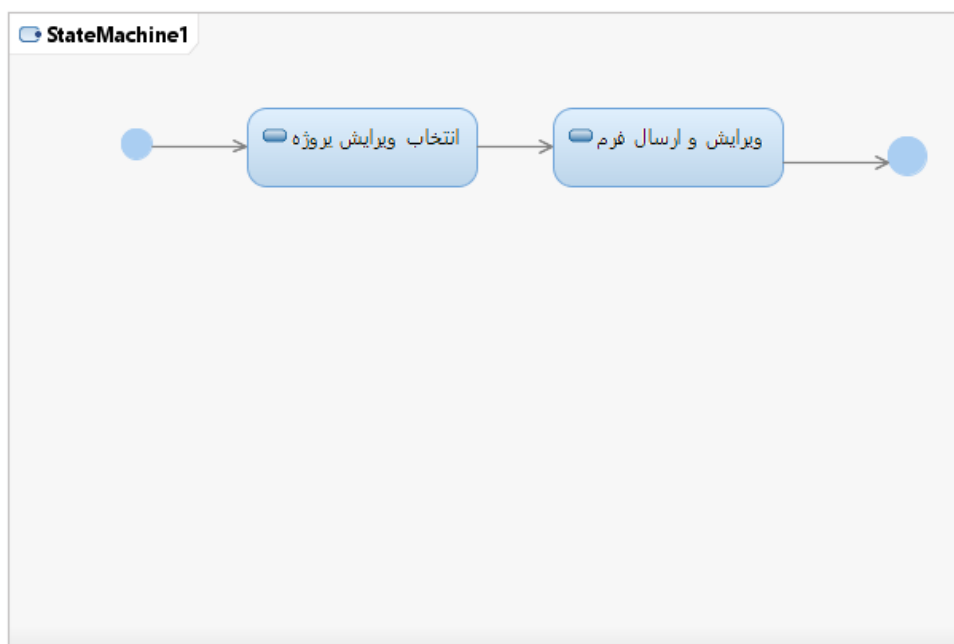 StateMachine1
انتخاب ویرایش پروژه
ویرایش و ارسال فرم